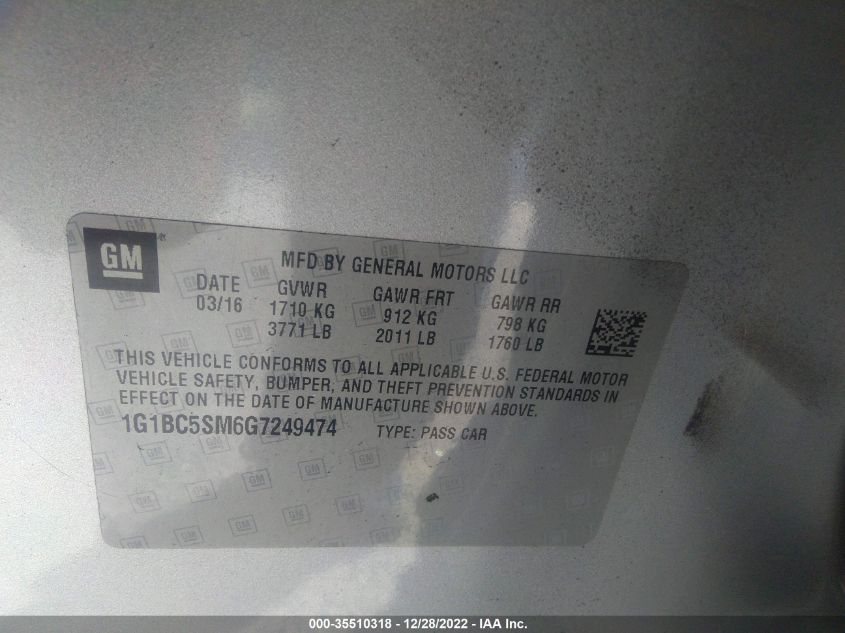 GM
MFD BY GENERAL MOTORS LLC
DATE GVWR GAWR FRT GAWR RR
03/16 1710 KG 912 KG 798 KG
3771 LB 2011 LB 1760 LB
THIS VEHICLE CONFORMS TO ALL APPLICABLE U.S. FEDERAL MOTOR
VEHICLE SAFETY, BUMPER, AND THEFT PREVENTION STANDARDS IN
EFFECT ON THE DATE OF MANUFACTURE SHOWN ABOVE.
1G1BC5SM6G7249474 TYPE: PASS CAR
000-35510318 - 12/28/2022 - IAA Inc.